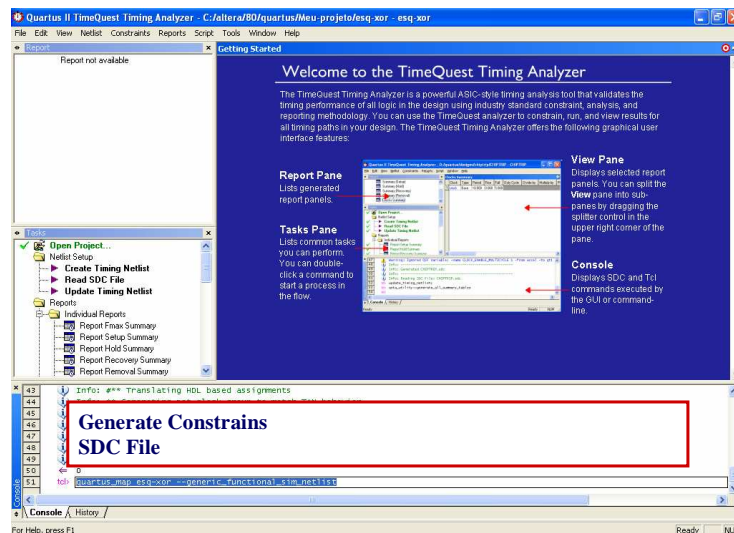 Quartus II TimeQuest Timing Analyzer - C:/altera/80/quartus/Meu-projeto/esq-xor - esq-xor
File Edit View Netlist Constraints Reports Script Tools Window Help
Report
Report not available
Getting Started
Welcome to the TimeQuest Timing Analyzer
The TimeQuest Timing Analyzer is a powerful ASIC-style timing analysis tool that validates the
timing performance of all logic in the design using industry standard constraint, analysis, and
reporting methodology. You can use the TimeQuest analyzer to constrain, run, and view results for
all timing paths in your design. The TimeQuest Timing Analyzer offers the following graphical user
interface features:
Report Pane
Lists generated
report panels.
Tasks Pane
Lists common tasks
you can perform.
You can double-
click a command to
start a process in
the flow.
View Pane
Displays selected report
panels. You can split the
View pane into sub-
panes by dragging the
splitter control in the
upper right corner of the
pane.
Console
Displays SDC and Tcl
commands executed by
the GUI or command-
line.
Tasks
Open Project...
Netlist Setup
Create Timing Netlist
Read SDC File
Update Timing Netlist
Reports
Individual Reports
Report Fmax Summary
Report Setup Summary
Report Hold Summary
Report Recovery Summary
Report Removal Summary
43 Info: #** Translating HDL based assignments
44
45
46
47
48
49
50 0
51 tcl> quartus_map esq-xor --generic_functional_sim_netlist
Generate Constrains
SDC File
Console
Console History
For Help, press F1
Ready